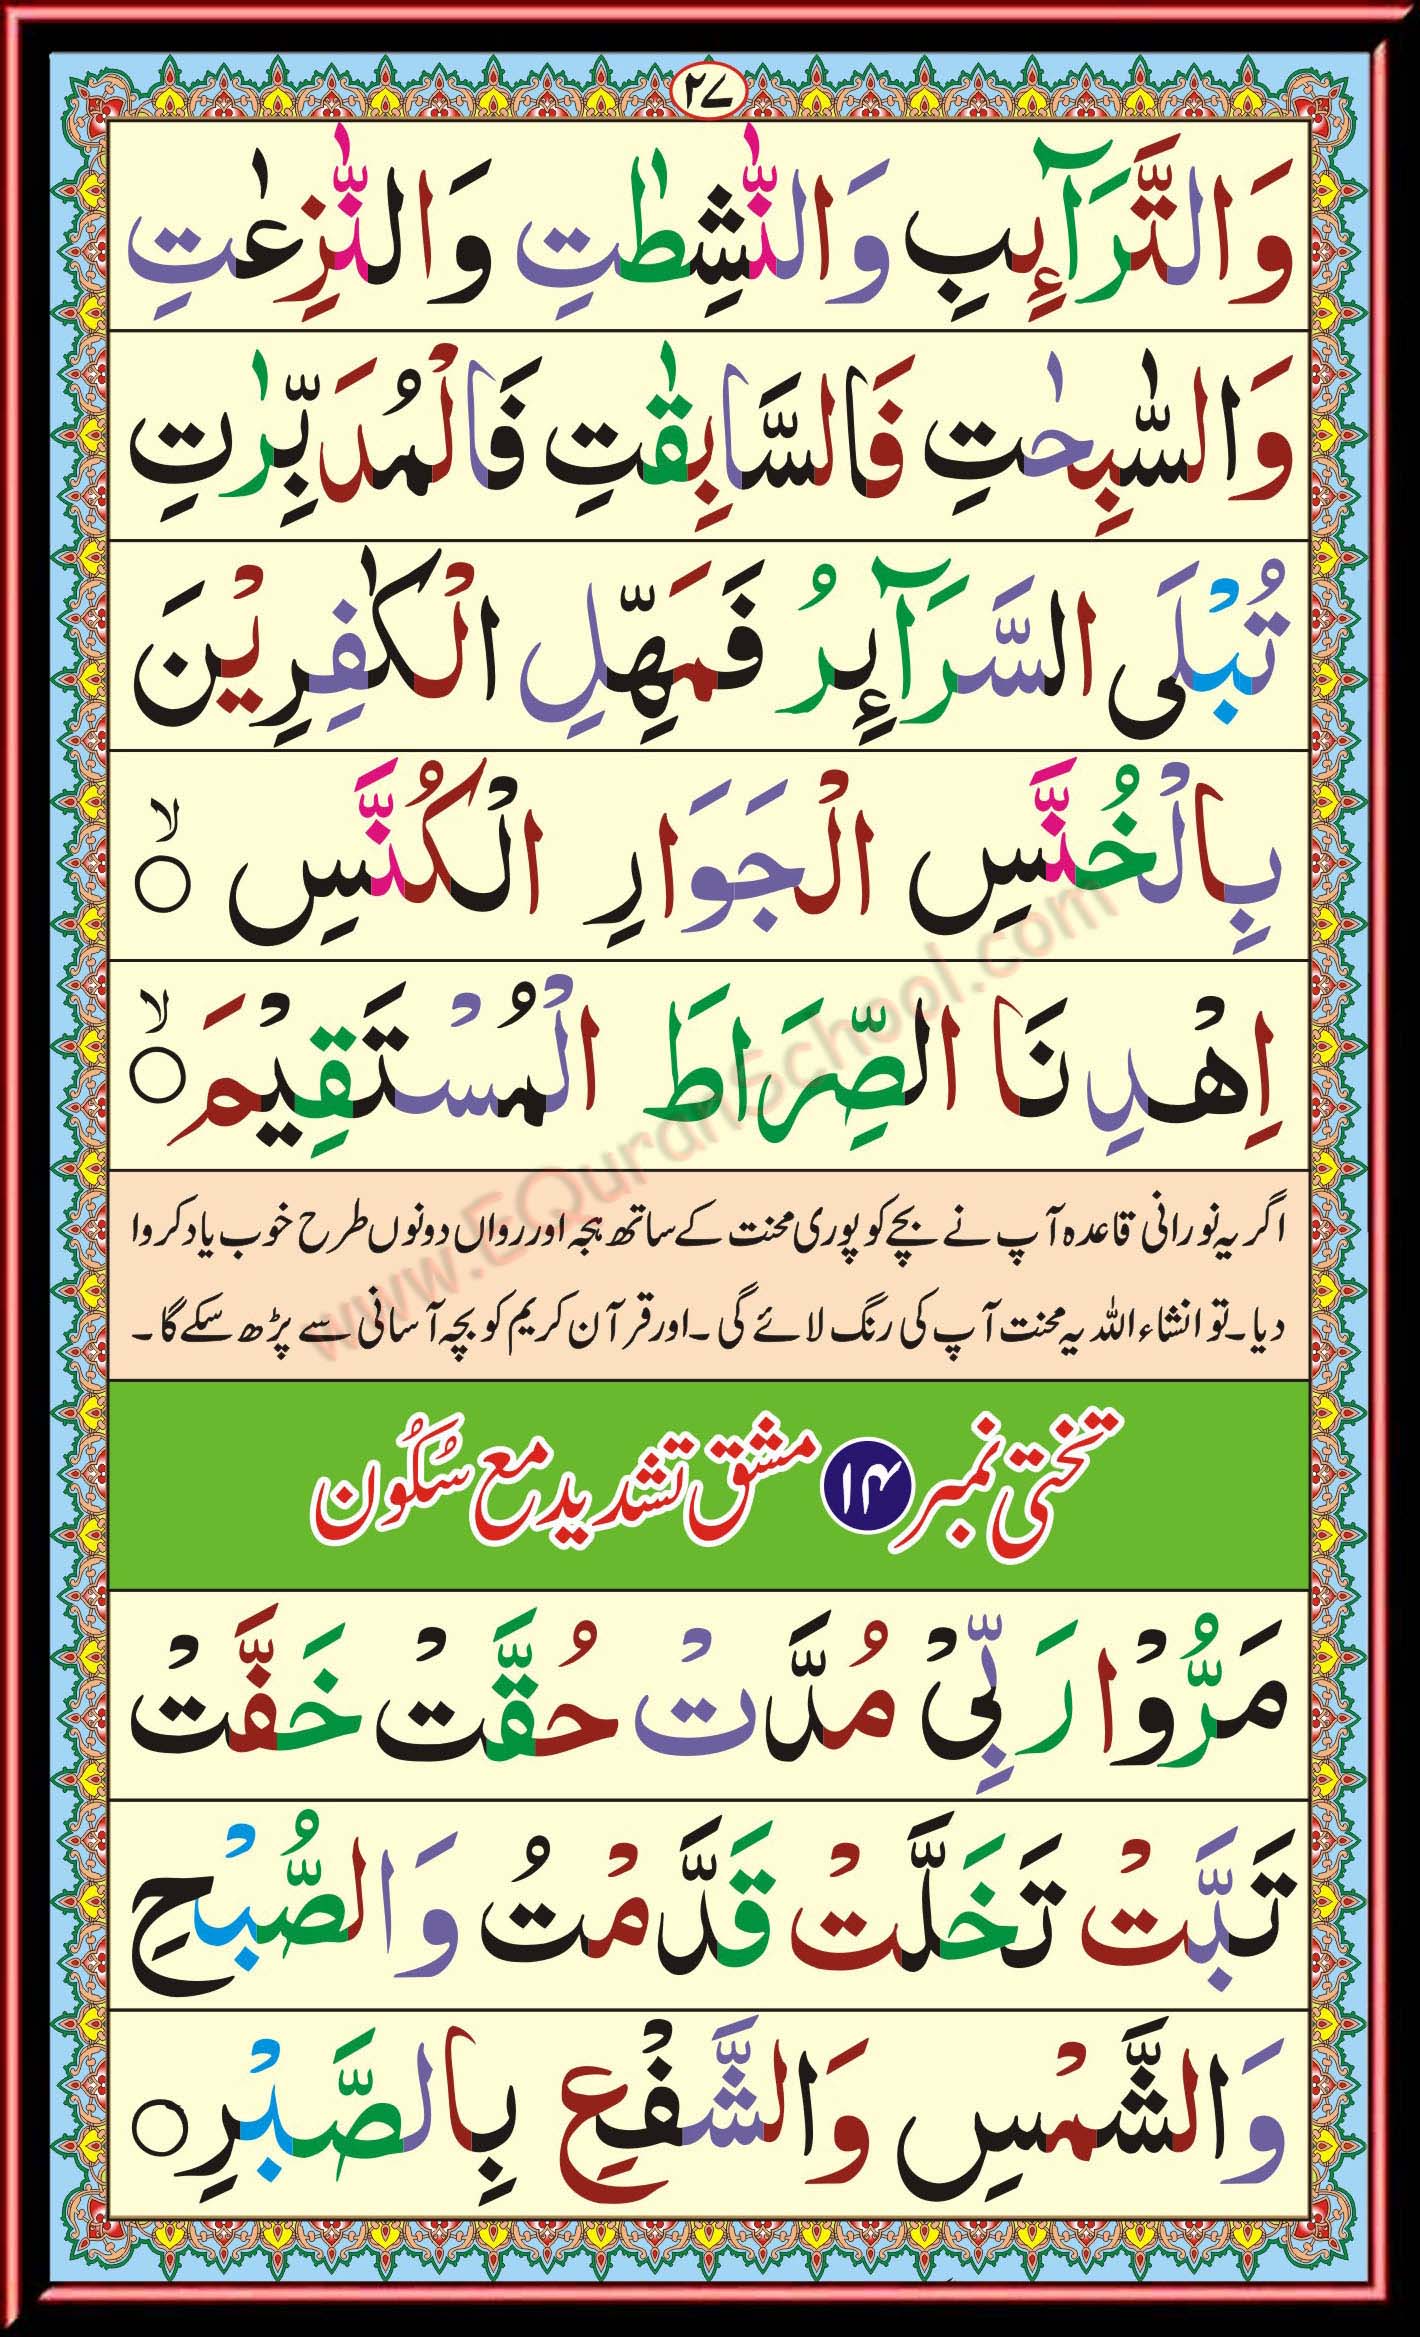 ۲۷
وَالتَّرَآئِبِ وَالنّٰشِطٰتِ وَالنّٰزِعٰتِ
وَالسّٰبِحٰتِ فَالسَّابِقٰتِ فَالْمُدَبِّرٰتِ
تُبْلَى السَّرَآئِرُ فَمَهِّلِ الْكٰفِرِيْنَ
بِالْخُنَّسِ الْجَوَارِ الْكُنَّسِ ۙ○
اِهْدِنَا الصِّرَاطَ الْمُسْتَقِيْمَ ۙ○
اگر یہ نورانی قاعدہ آپ نے بچے کو پوری محنت کے ساتھ ہجہ اور رواں دونوں طرح خوب یاد کروا
دیا۔ تو انشاء اللہ یہ محنت آپ کی رنگ لائے گی ۔ اور قرآن کریم کو بچہ آسانی سے پڑھ سکے گا ۔
تختی نمبر ۱۴ مشق تشدید مع سُکُون
مَرُّوْا رَبِّىْ مُدَّتْ حُقَّتْ خَفَّتْ
تَبَّتْ تَخَلَّتْ قَدَّمْتُ وَالصُّبْحِ
وَالشَّمْسِ وَالشَّفْعِ بِالصَّبْرِ ○
www.EQuranSchool.com